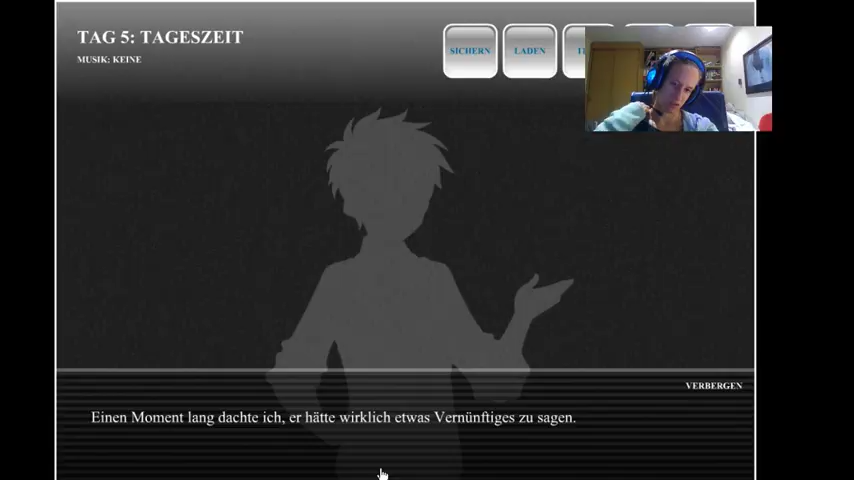 TAG 5: TAGESZEIT
MUSIK: KEINE
SICHERN
LADEN
VERBERGEN
Einen Moment lang dachte ich, er hätte wirklich etwas Vernünftiges zu sagen.